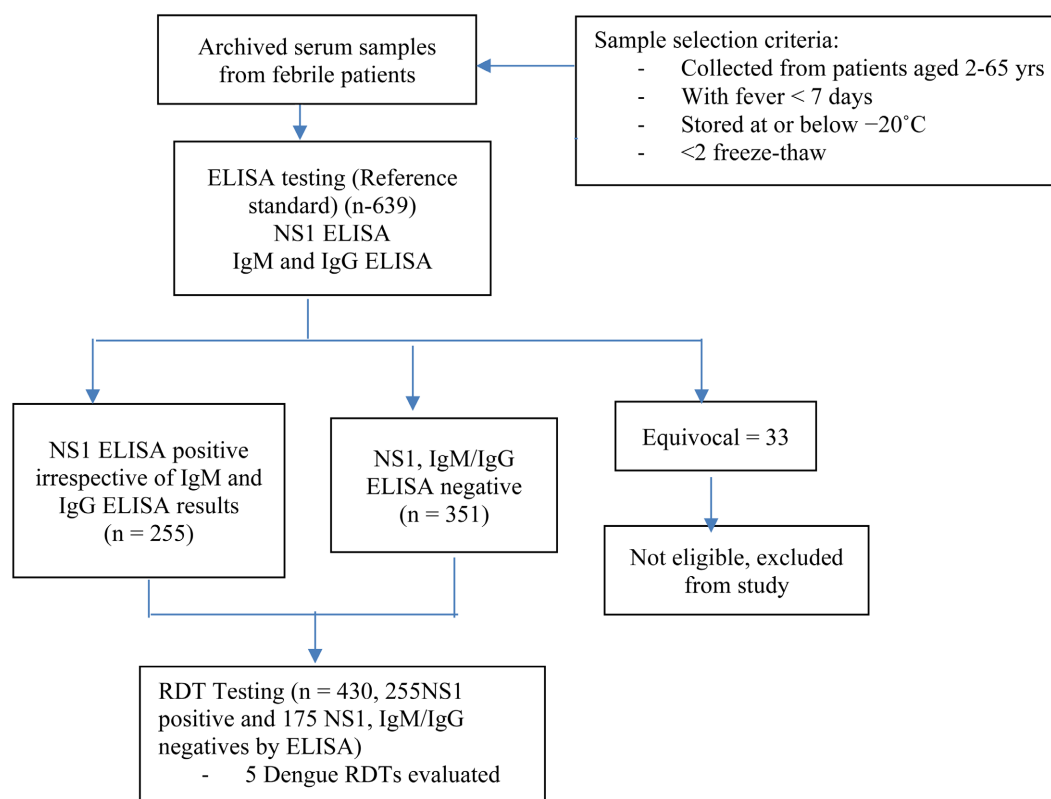 Archived serum samples
from febrile patients
Sample selection criteria:
- Collected from patients aged 2-65 yrs
- With fever < 7 days
- Stored at or below −20˚C
- <2 freeze-thaw
ELISA testing (Reference
standard) (n-639)
NS1 ELISA
IgM and IgG ELISA
NS1 ELISA positive
irrespective of IgM and
IgG ELISA results
(n = 255)
NS1, IgM/IgG
ELISA negative
(n = 351)
Equivocal = 33
Not eligible, excluded
from study
RDT Testing (n = 430, 255NS1
positive and 175 NS1, IgM/IgG
negatives by ELISA)
- 5 Dengue RDTs evaluated